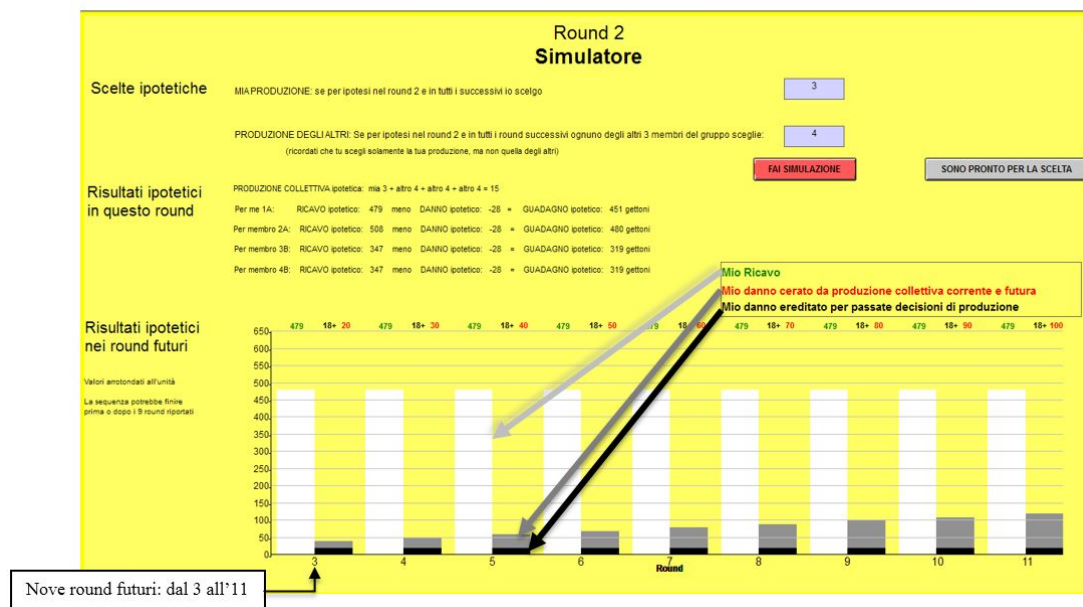 Round 2
Simulatore
Scelte ipotetiche
MIA PRODUZIONE: se per ipotesi nel round 2 e in tutti i successivi io scelgo
3
PRODUZIONE DEGLI ALTRI: Se per ipotesi nel round 2 e in tutti i round successivi ognuno degli altri 3 membri del gruppo sceglie:
4
(ricordati che tu scegli solamente la tua produzione, ma non quella degli altri)
FAI SIMULAZIONE
SONO PRONTO PER LA SCELTA
Risultati ipotetici
in questo round
PRODUZIONE COLLETTIVA ipotetica: mia 3 + altro 4 + altro 4 + altro 4 = 15
Per me 1A: RICAVO ipotetico: 479 meno DANNO ipotetico: -28 = GUADAGNO ipotetico: 451 gettoni
Per membro 2A: RICAVO ipotetico: 508 meno DANNO ipotetico: -28 = GUADAGNO ipotetico: 480 gettoni
Per membro 3B: RICAVO ipotetico: 347 meno DANNO ipotetico: -28 = GUADAGNO ipotetico: 319 gettoni
Per membro 4B: RICAVO ipotetico: 347 meno DANNO ipotetico: -28 = GUADAGNO ipotetico: 319 gettoni
Mio Ricavo
Mio danno cerato da produzione collettiva corrente e futura
Mio danno ereditato per passate decisioni di produzione
Risultati ipotetici
nei round futuri
Valori arrotondati all'unità
La sequenza potrebbe finire
prima o dopo i 9 round riportati
479 18+ 20 479 18+ 30 479 18+ 40 479 18+ 50 479 18+ 60 479 18+ 70 479 18+ 80 479 18+ 90 479 18+ 100
650
600
550
500
450
400
350
300
250
200
150
100
50
0
3 4 5 6 7 8 9 10 11
Round
Nove round futuri: dal 3 all'11